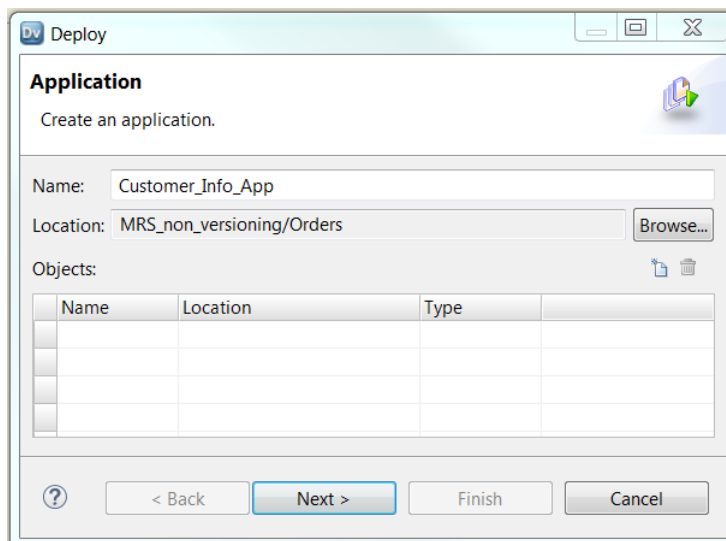 Dv Deploy
Application
Create an application.
Name: Customer_Info_App
Location: MRS_non_versioning/Orders Browse...
Objects:
Name Location Type
? < Back Next > Finish Cancel